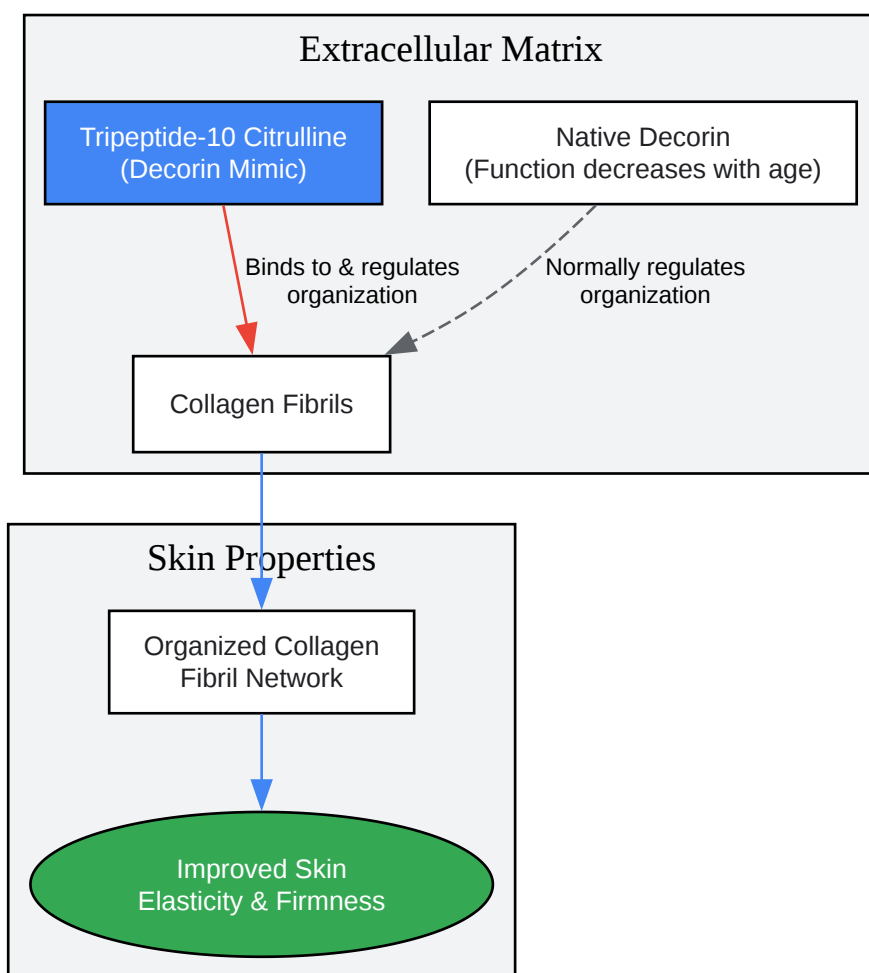 Extracellular Matrix
Tripeptide-10 Citrulline
(Decorin Mimic)
Native Decorin
(Function decreases with age)
Binds to & regulates
organization
Normally regulates
organization
Collagen Fibrils
Skin Properties
Organized Collagen
Fibril Network
Improved Skin
Elasticity & Firmness